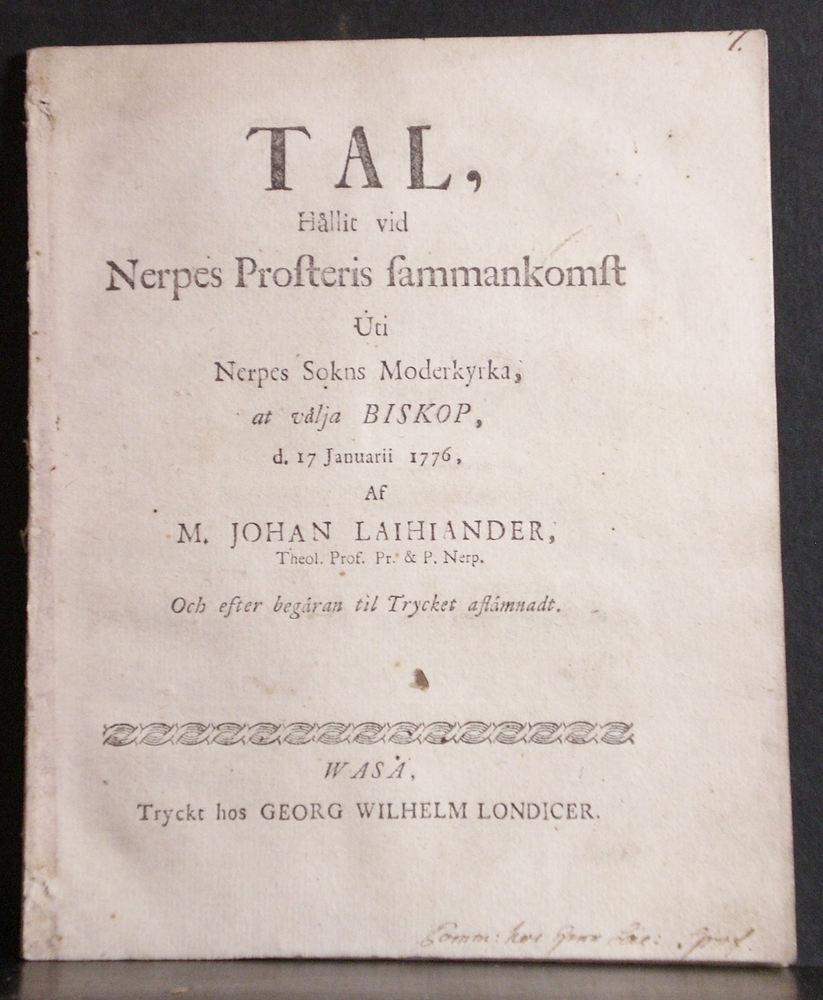 7.
TAL,
Hållit vid
Nerpes Proſteris ſammankomſt
Uti
Nerpes Sokns Moderkyrka,
at välja BISKOP,
d. 17 Januarii 1776,
Af
M. JOHAN LAIHIANDER,
Theol. Prof. Pr. & P. Nerp.
Och efter begäran til Trycket aflämnadt.
WASA,
Tryckt hos GEORG WILHELM LONDICER.